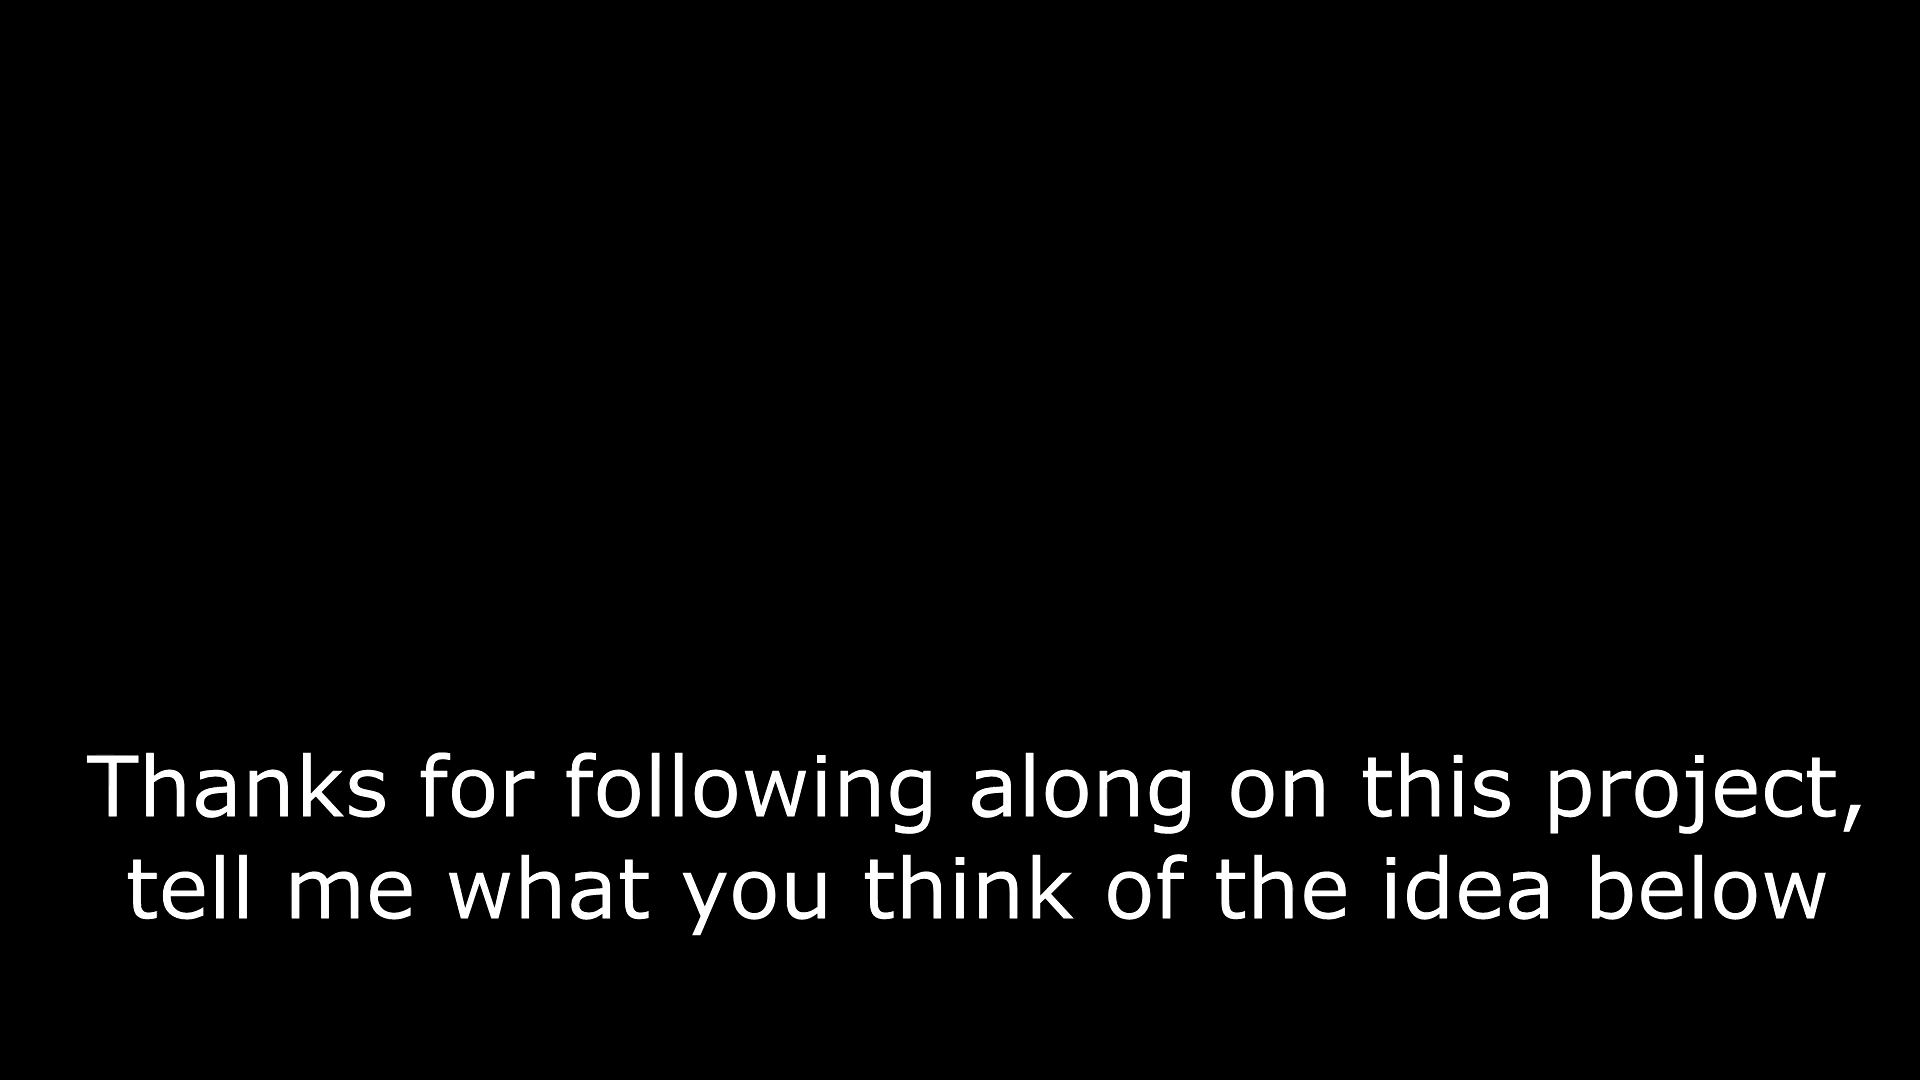 Thanks for following along on this project,
tell me what you think of the idea below